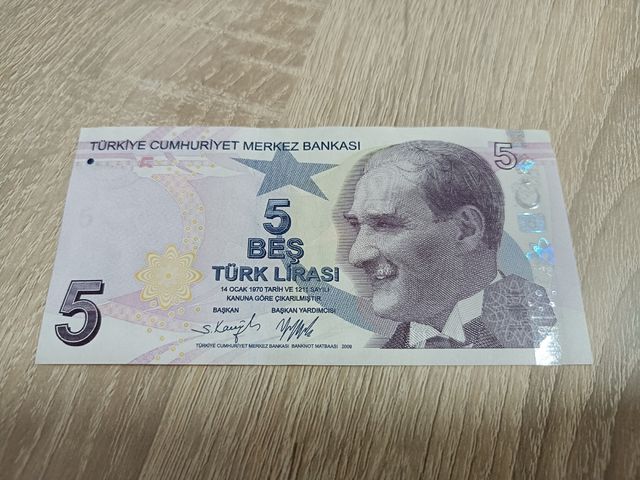 TÜRKİYE CUMHURİYET MERKEZ BANKASI
5
5
BEŞ
TÜRK LİRASI
14 OCAK 1970 TARİH VE 1211 SAYILI
KANUNA GÖRE ÇIKARILMIŞTIR.
BAŞKAN BAŞKAN YARDIMCISI
5
TÜRKİYE CUMHURİYET MERKEZ BANKASI BANKNOT MATBAASI 2009